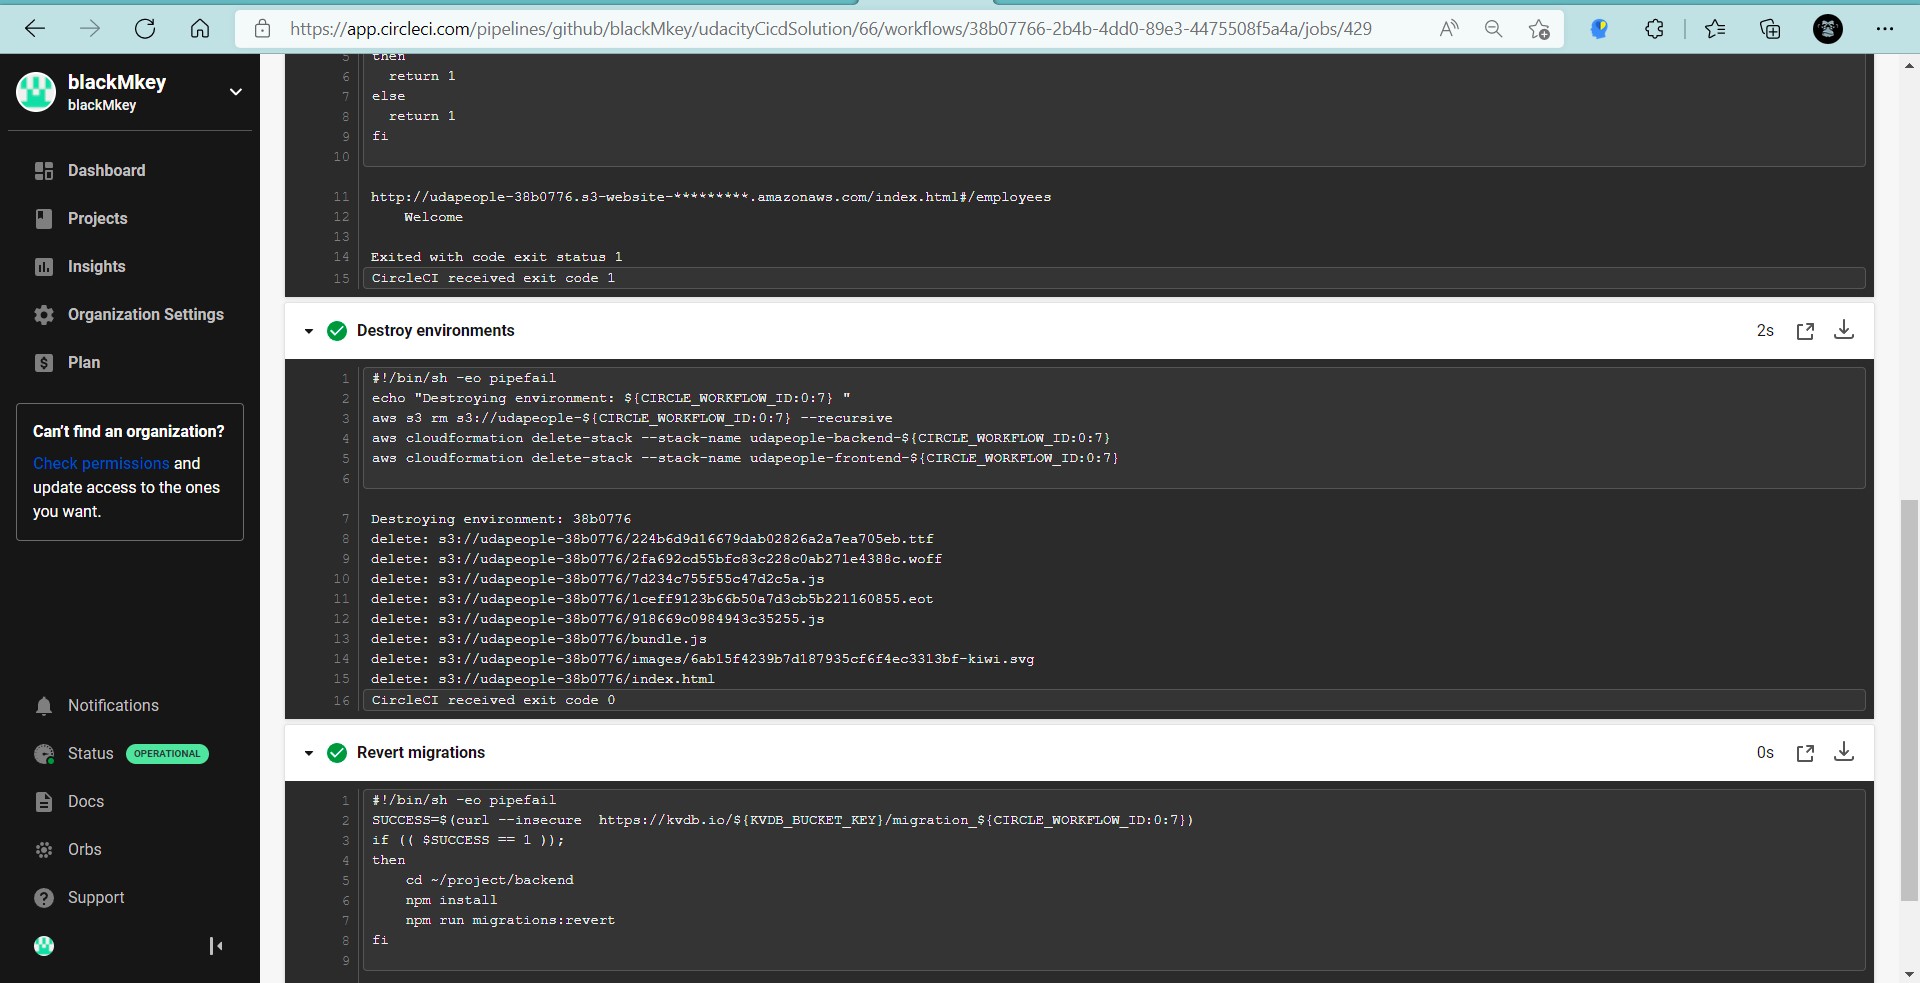 https://app.circleci.com/pipelines/github/blackMkey/udacityCicdSolution/66/workflows/38b07766-2b4b-4dd0-89e3-4475508f5a4a/jobs/429
blackMkey
blackMkey
Dashboard
Projects
Insights
Organization Settings
Plan
Can't find an organization?
Check permissions and
update access to the ones
you want.
Notifications
Status OPERATIONAL
Docs
Orbs
Support
5 then
6 return 1
7 else
8 return 1
9 fi
10
11 http://udapeople-38b0776.s3-website-*********.amazonaws.com/index.html#/employees
12 Welcome
13
14 Exited with code exit status 1
15 CircleCI received exit code 1
Destroy environments 2s
1 #!/bin/sh -eo pipefail
2 echo "Destroying environment: ${CIRCLE_WORKFLOW_ID:0:7} "
3 aws s3 rm s3://udapeople-${CIRCLE_WORKFLOW_ID:0:7} --recursive
4 aws cloudformation delete-stack --stack-name udapeople-backend-${CIRCLE_WORKFLOW_ID:0:7}
5 aws cloudformation delete-stack --stack-name udapeople-frontend-${CIRCLE_WORKFLOW_ID:0:7}
6
7 Destroying environment: 38b0776
8 delete: s3://udapeople-38b0776/224b6d9d16679dab02826a2a7ea705eb.ttf
9 delete: s3://udapeople-38b0776/2fa692cd55bfc83c228c0ab271e4388c.woff
10 delete: s3://udapeople-38b0776/7d234c755f55c47d2c5a.js
11 delete: s3://udapeople-38b0776/1ceff9123b66b50a7d3cb5b221160855.eot
12 delete: s3://udapeople-38b0776/918669c0984943c35255.js
13 delete: s3://udapeople-38b0776/bundle.js
14 delete: s3://udapeople-38b0776/images/6ab15f4239b7d187935cf6f4ec3313bf-kiwi.svg
15 delete: s3://udapeople-38b0776/index.html
16 CircleCI received exit code 0
Revert migrations 0s
1 #!/bin/sh -eo pipefail
2 SUCCESS=$(curl --insecure  https://kvdb.io/${KVDB_BUCKET_KEY}/migration_${CIRCLE_WORKFLOW_ID:0:7})
3 if (( $SUCCESS == 1 ));
4 then
5 cd ~/project/backend
6 npm install
7 npm run migrations:revert
8 fi
9